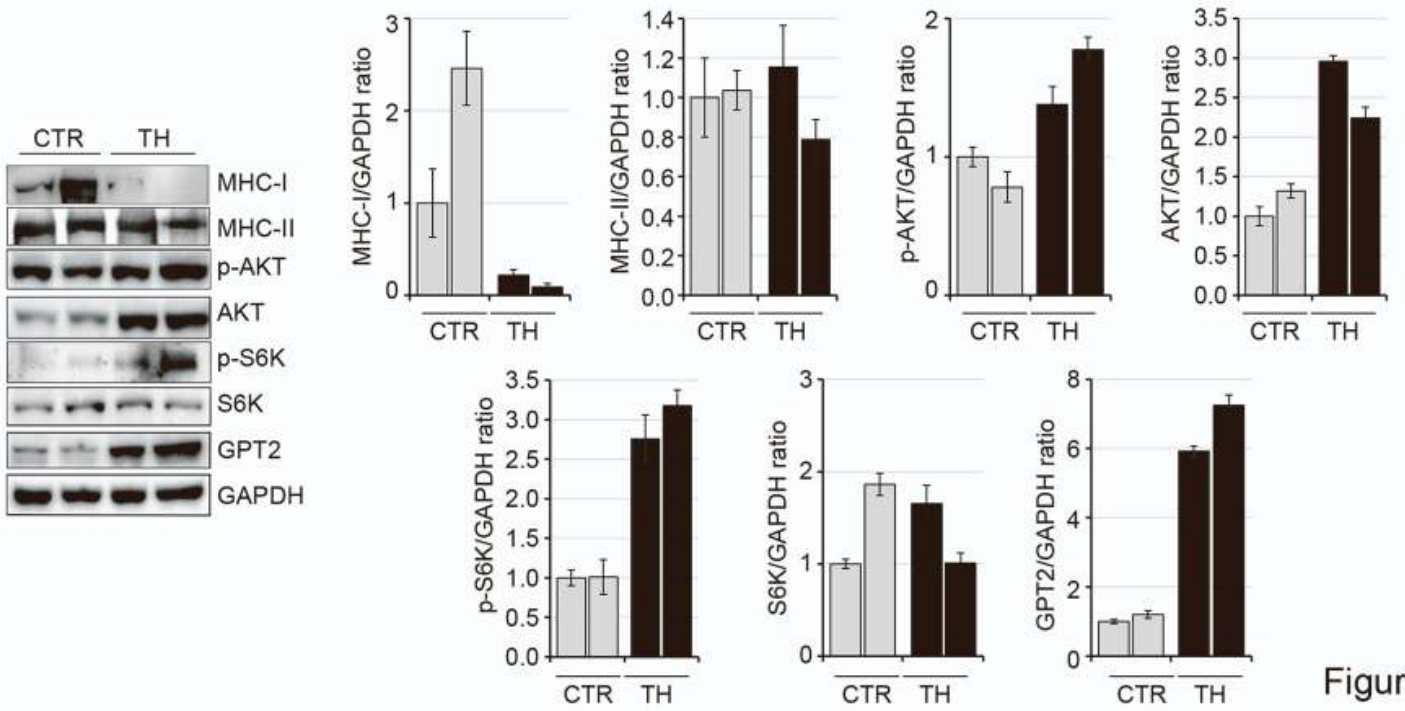 CTR TH
MHC-I
MHC-II
p-AKT
AKT
p-S6K
S6K
GPT2
GAPDH
MHC-I/GAPDH ratio
3
2
1
0
CTR TH
MHC-II/GAPDH ratio
1.4
1.2
1.0
0.8
0.6
0.4
0.2
0.0
CTR TH
p-AKT/GAPDH ratio
2
1
0
CTR TH
AKT/GAPDH ratio
3.5
3.0
2.5
2.0
1.5
1.0
0.5
0.0
CTR TH
p-S6K/GAPDH ratio
3.5
3.0
2.5
2.0
1.5
1.0
0.5
0.0
CTR TH
S6K/GAPDH ratio
3
2
1
0
CTR TH
GPT2/GAPDH ratio
8
6
4
2
0
CTR TH
Figur